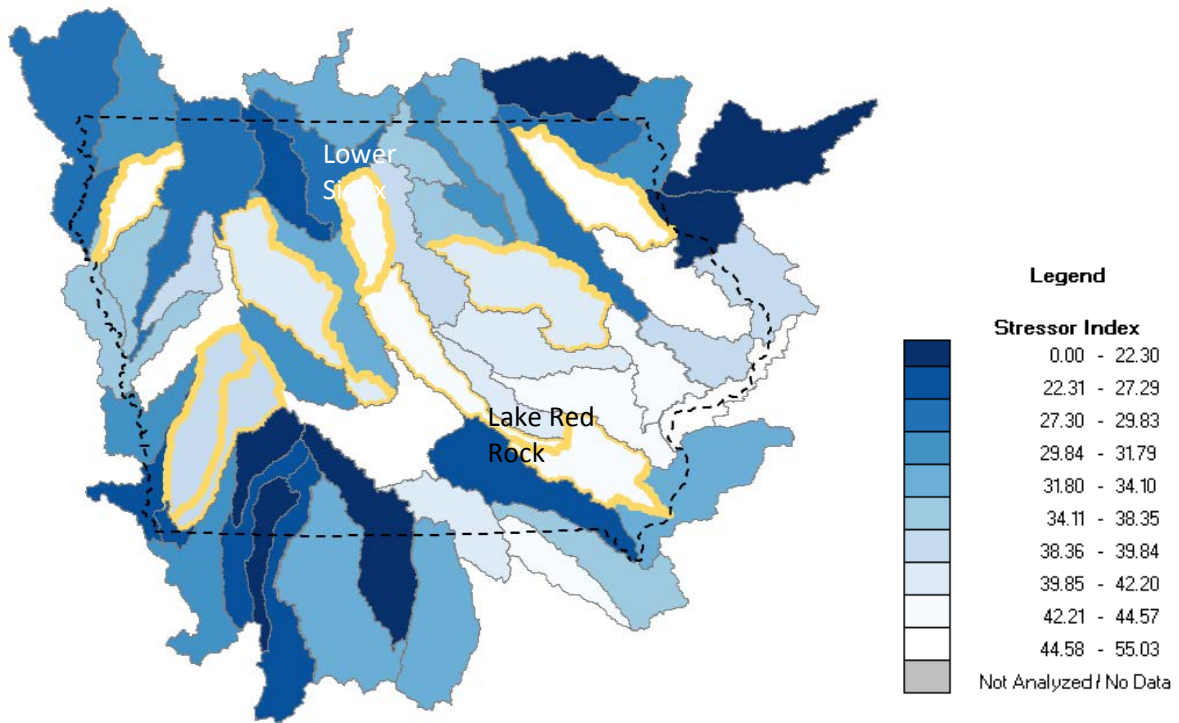 Lower
Sioux
Lake Red
Rock
Legend
Stressor Index
0.00 - 22.30
22.31 - 27.29
27.30 - 29.83
29.84 - 31.79
31.80 - 34.10
34.11 - 38.35
38.36 - 39.84
39.85 - 42.20
42.21 - 44.57
44.58 - 55.03
Not Analyzed / No Data